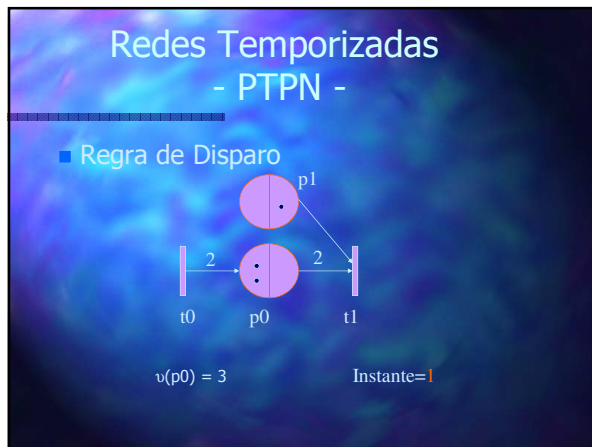 Redes Temporizadas
- PTPN -
Regra de Disparo
p1
2
2
t0
p0
t1
υ(p0) = 3
Instante=1